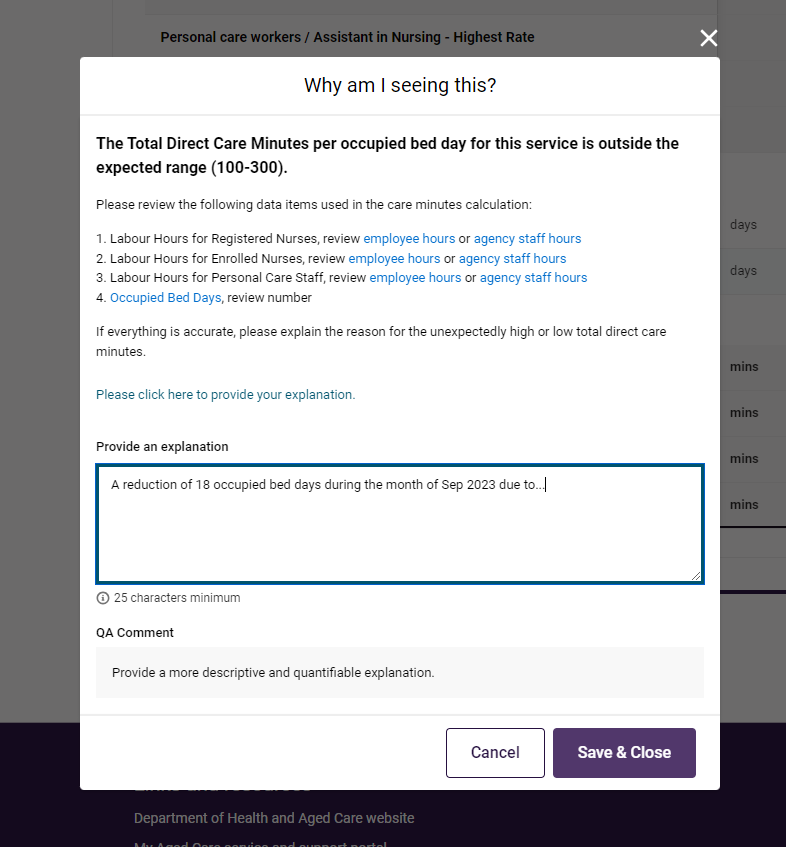 Personal care workers / Assistant in Nursing - Highest Rate
Why am I seeing this?
The Total Direct Care Minutes per occupied bed day for this service is outside the
expected range (100-300).
Please review the following data items used in the care minutes calculation:
days
1. Labour Hours for Registered Nurses, review employee hours or agency staff hours
2. Labour Hours for Enrolled Nurses, review employee hours or agency staff hours
days
3. Labour Hours for Personal Care Staff, review employee hours or agency staff hours
4. Occupied Bed Days, review number
If everything is accurate, please explain the reason for the unexpectedly high or low total direct care
minutes.
mins
Please click here to provide your explanation.
mins
Provide an explanation
mins
A reduction of 18 occupied bed days during the month of Sep 2023 due to...
mins
25 characters minimum
QA Comment
Provide a more descriptive and quantifiable explanation.
Cancel
Save & Close
Department of Health and Aged Care website
My Aged Care service and support portal